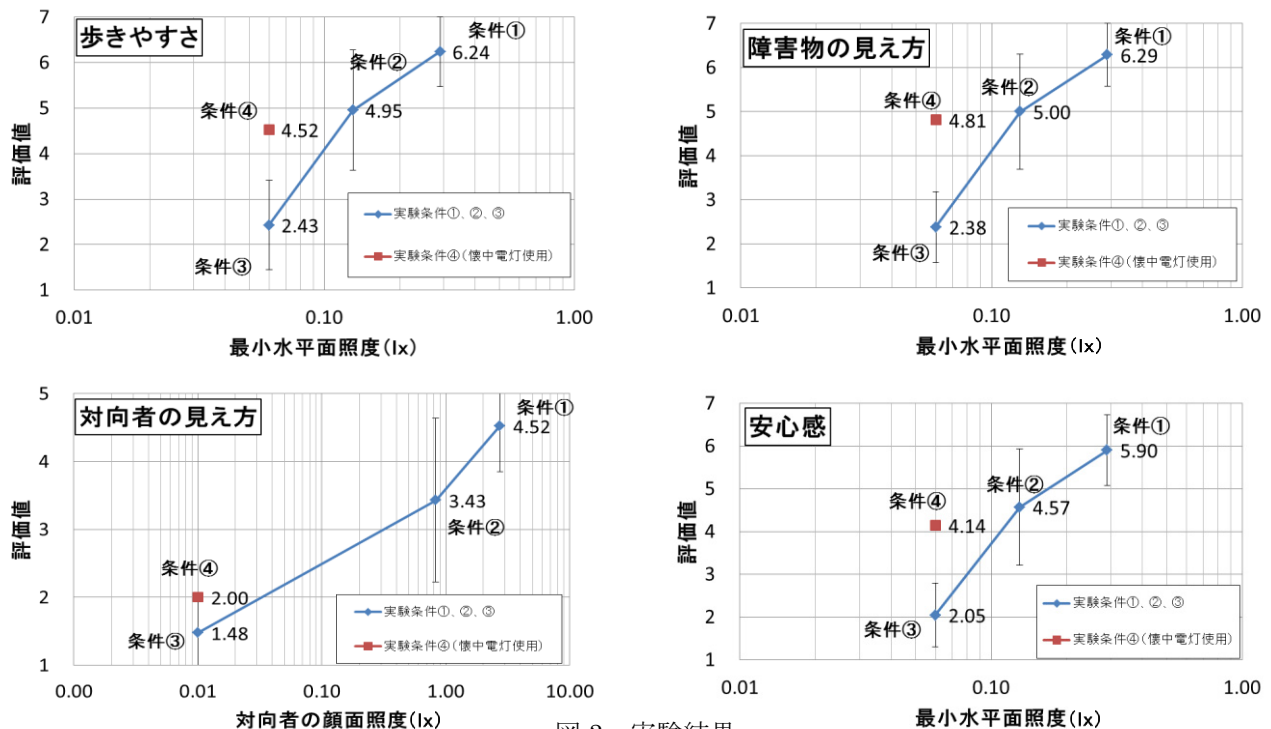 歩きやすさ
7
6
5
4
3
2
1
評価値
条件①
6.24
条件②
4.95
条件④
4.52
2.43
条件③
実験条件①、②、③
実験条件④(懐中電灯使用)
0.01 0.10 1.00
最小水平面照度(lx)
障害物の見え方
7
6
5
4
3
2
1
評価値
条件①
6.29
条件②
5.00
条件④
4.81
2.38
条件③
実験条件①、②、③
実験条件④(懐中電灯使用)
0.01 0.10 1.00
最小水平面照度(lx)
対向者の見え方
5
4
3
2
1
評価値
条件①
4.52
3.43
条件②
条件④
2.00
条件③
1.48
実験条件①、②、③
実験条件④(懐中電灯使用)
0.00 0.01 0.10 1.00 10.00
対向者の顔面照度(lx)
安心感
7
6
5
4
3
2
1
評価値
条件①
5.90
条件②
4.57
条件④
4.14
2.05
条件③
実験条件①、②、③
実験条件④(懐中電灯使用)
0.01 0.10 1.00
最小水平面照度(lx)